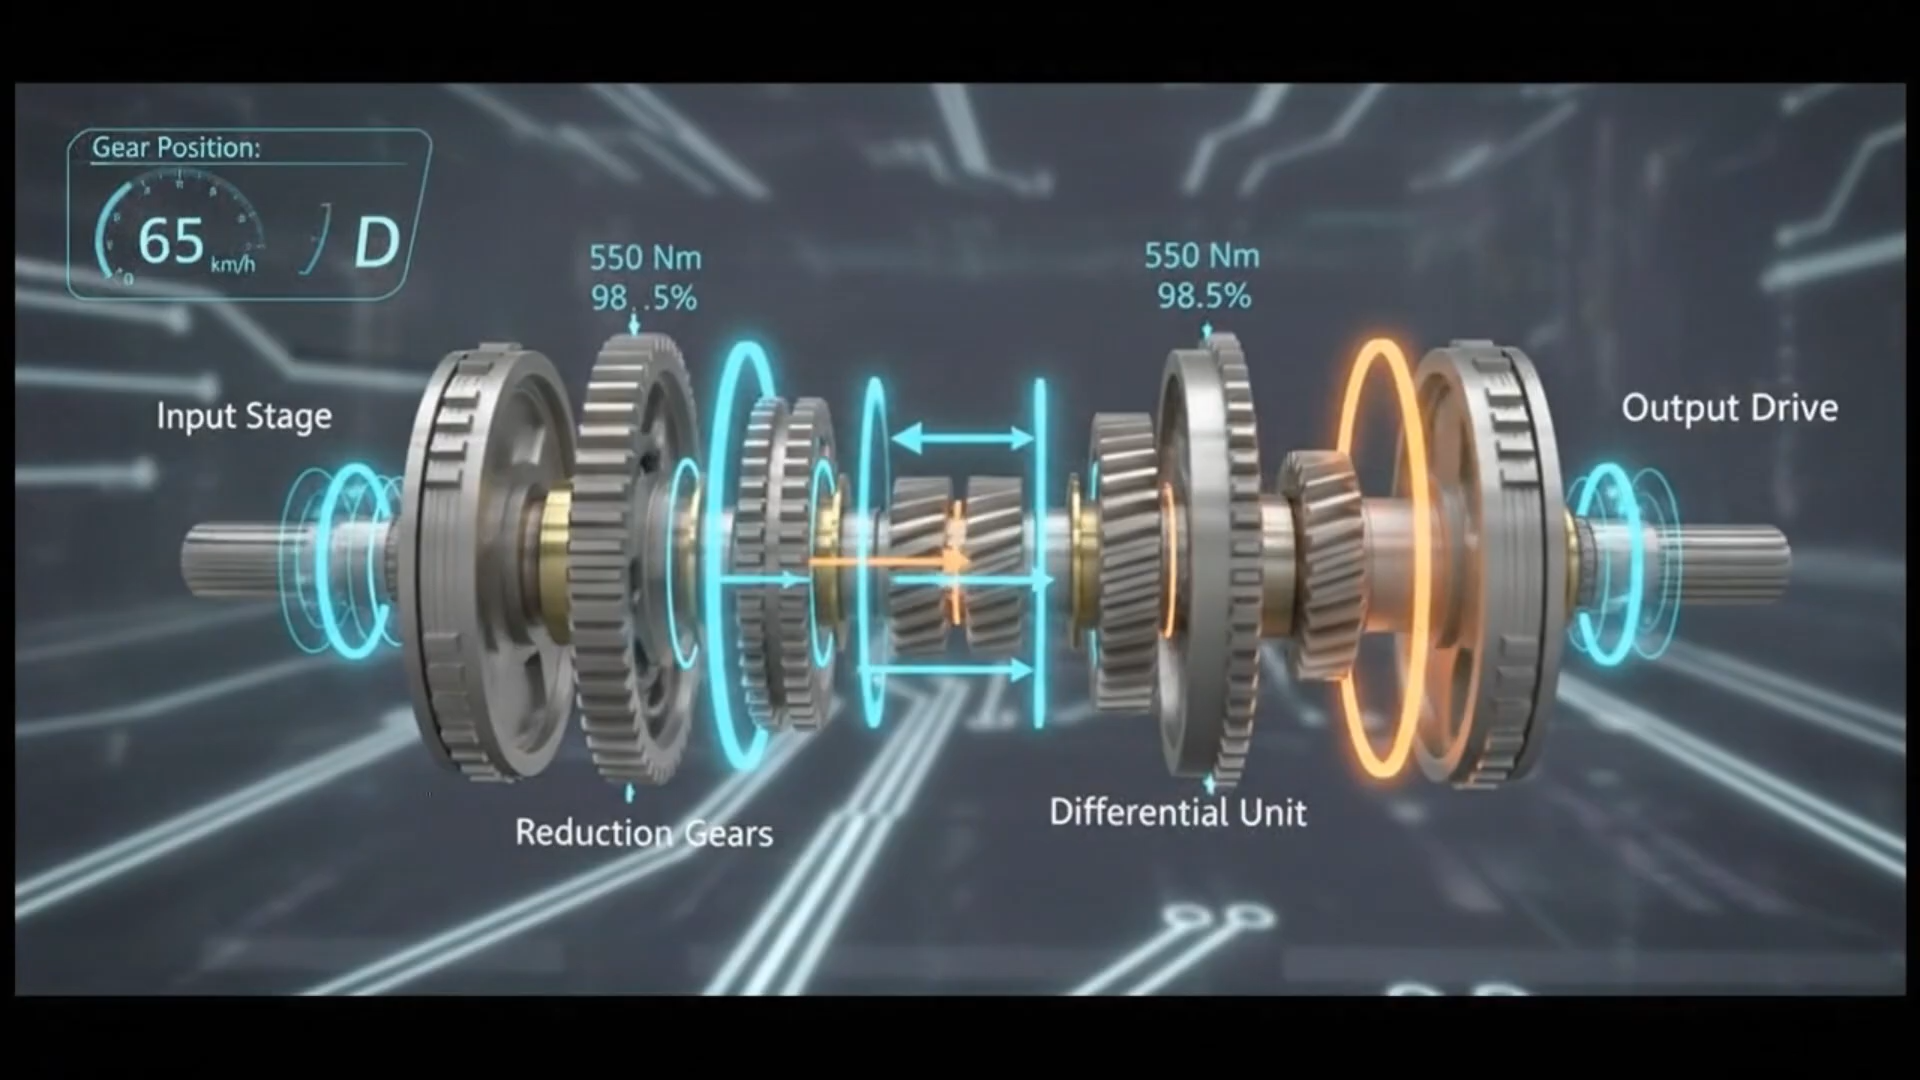 Gear Position:
65 km/h D
550 Nm
98..5%
550 Nm
98.5%
Input Stage
Output Drive
Reduction Gears
Differential Unit